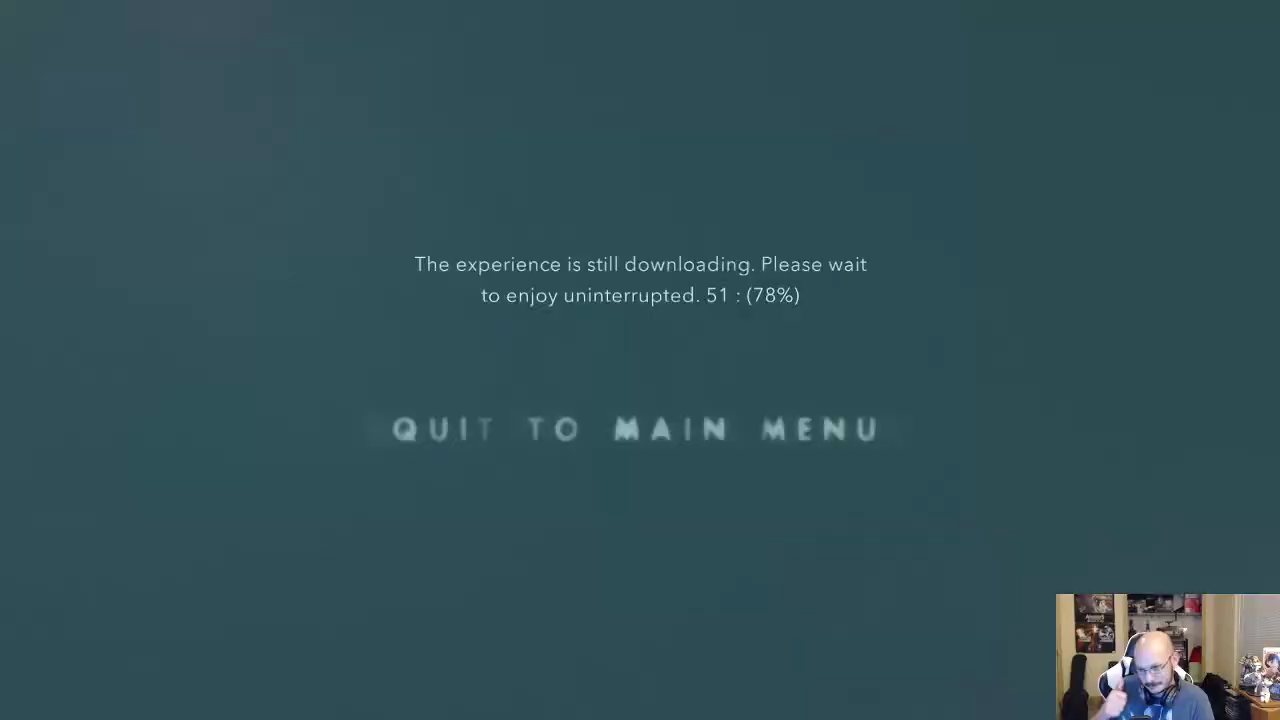 The experience is still downloading. Please wait
to enjoy uninterrupted. 51 : (78%)
QUIT TO MAIN MENU